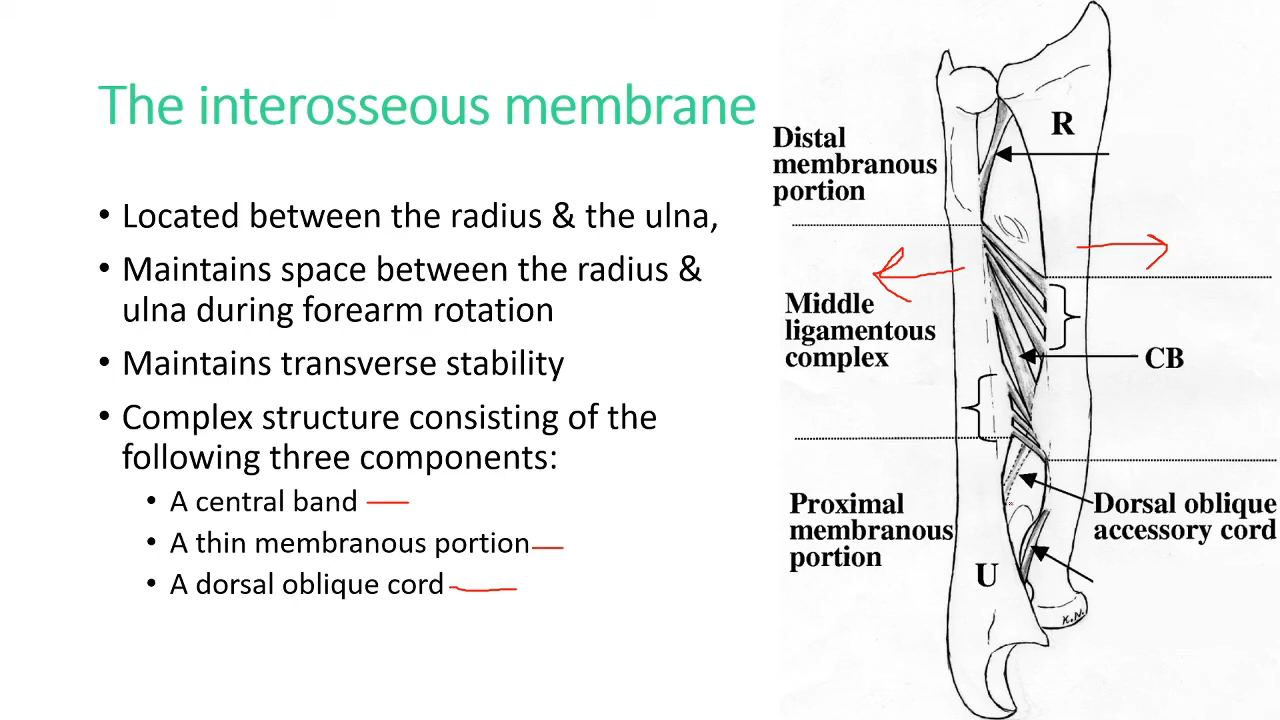 The interosseous membrane
• Located between the radius & the ulna,
• Maintains space between the radius &
ulna during forearm rotation
• Maintains transverse stability
• Complex structure consisting of the
following three components:
• A central band
• A thin membranous portion
• A dorsal oblique cord
Distal
membranous
portion
R
Middle
ligamentous
complex
CB
Proximal
membranous
portion
Dorsal oblique
accessory cord
U
K.N.